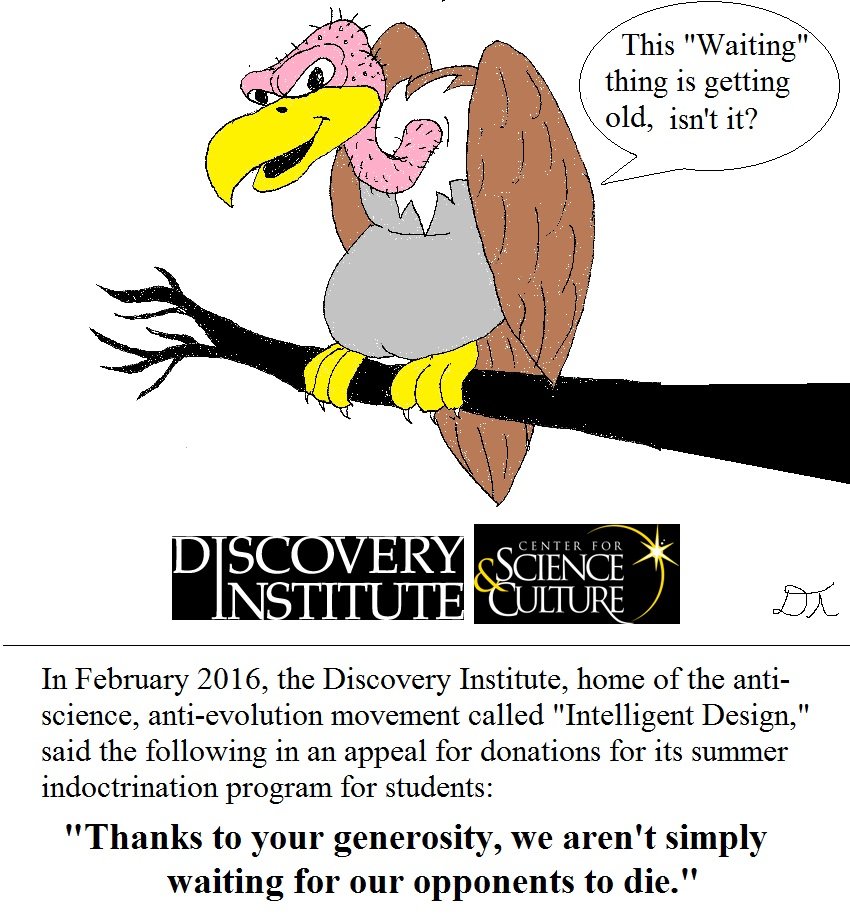 This "Waiting"
thing is getting
old, isn't it?
DISCOVERY
INSTITUTE
CENTER FOR
SCIENCE
& CULTURE
DT
In February 2016, the Discovery Institute, home of the anti-
science, anti-evolution movement called "Intelligent Design,"
said the following in an appeal for donations for its summer
indoctrination program for students:
"Thanks to your generosity, we aren't simply
waiting for our opponents to die."